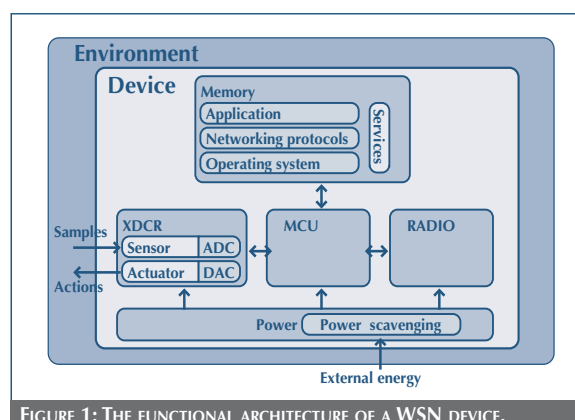 Environment
Device
Memory
Application
Networking protocols
Operating system
Services
XDCR
Sensor ADC
Actuator DAC
MCU
RADIO
Samples
Actions
Power Power scavenging
External energy
FIGURE 1: THE FUNCTIONAL ARCHITECTURE OF A WSN DEVICE.